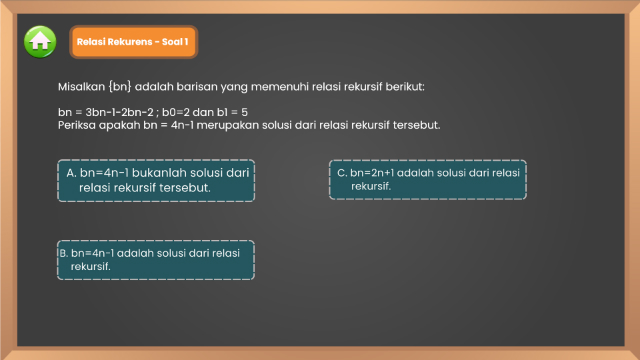 Relasi Rekurens - Soal 1
Misalkan {bn} adalah barisan yang memenuhi relasi rekursif berikut:
bn = 3bn-1-2bn-2 ; b0=2 dan b1 = 5
Periksa apakah bn = 4n-1 merupakan solusi dari relasi rekursif tersebut.
A. bn=4n-1 bukanlah solusi dari
relasi rekursif tersebut.
C. bn=2n+1 adalah solusi dari relasi
rekursif.
B. bn=4n-1 adalah solusi dari relasi
rekursif.